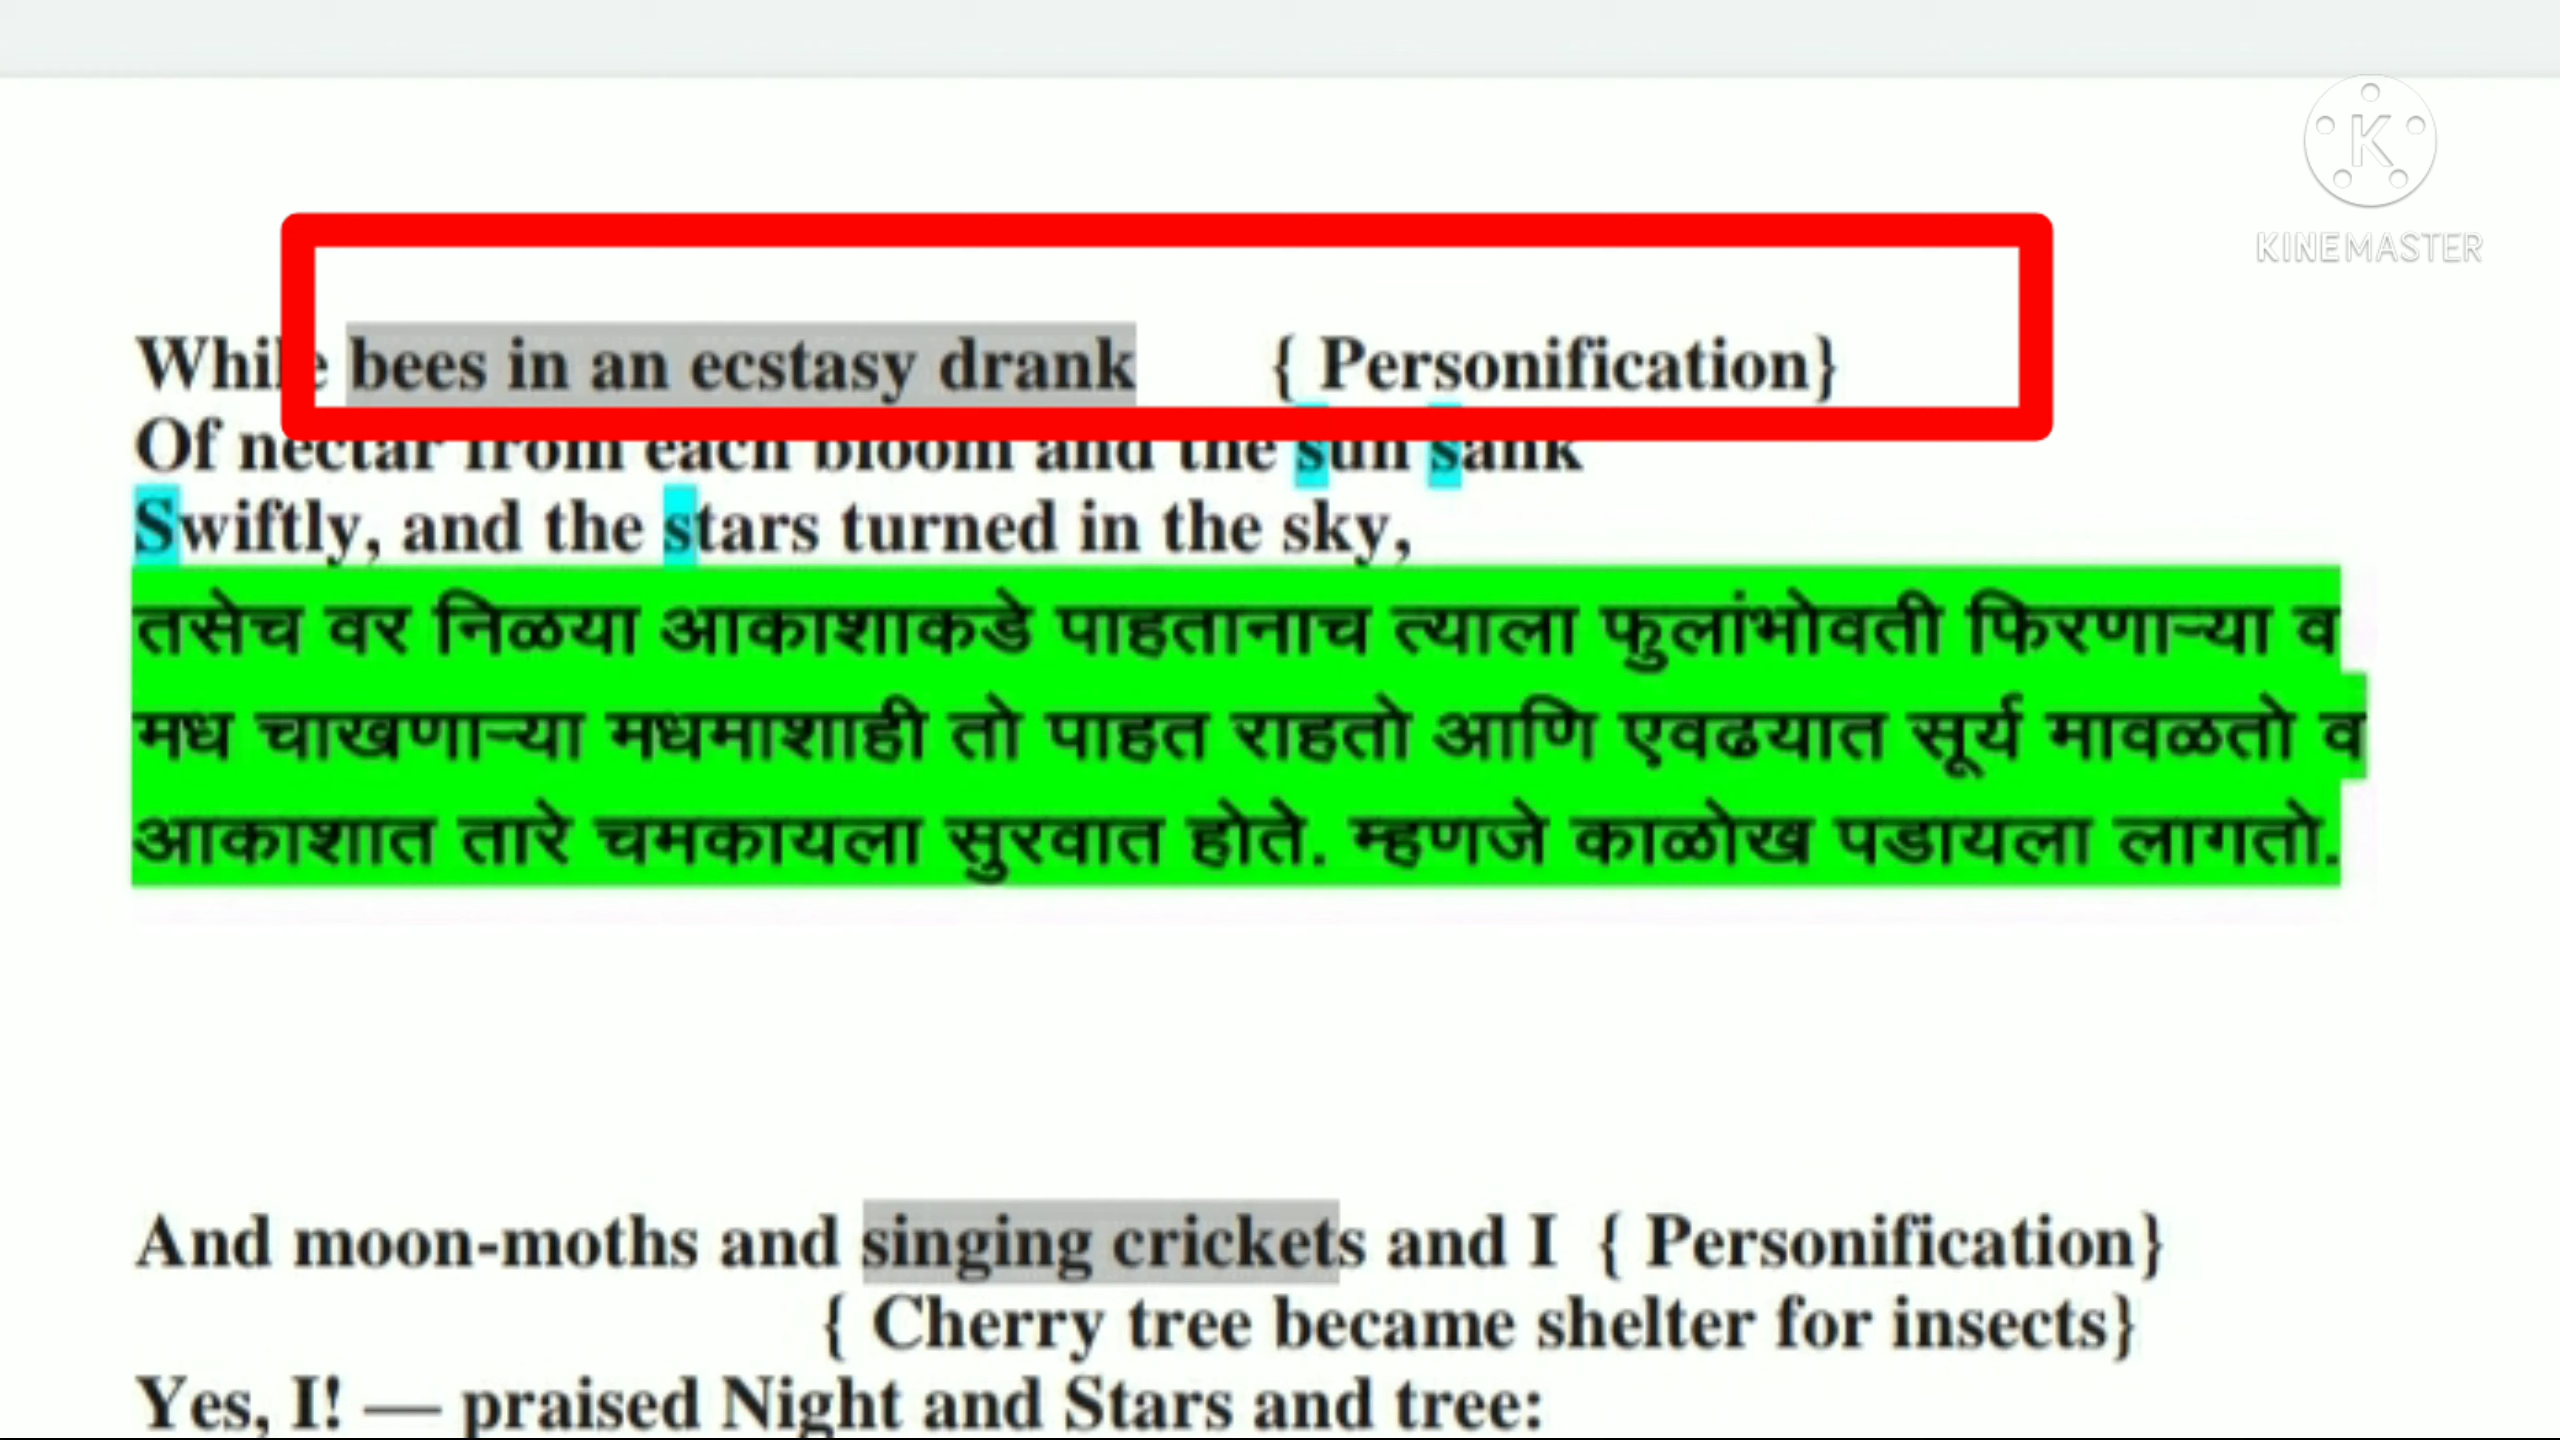 K
KINEMASTER
While bees in an ecstasy drank { Personification}
Of nectar from each bloom and the sun sank
Swiftly, and the stars turned in the sky,
तसेच वर निळया आकाशाकडे पाहतानाच त्याला फुलांभोवती फिरणाऱ्या व
मध चाखणाऱ्या मधमाशाही तो पाहत राहतो आणि एवढयात सूर्य मावळतो व
आकाशात तारे चमकायला सुरवात होते. म्हणजे काळोख पडायला लागतो.
And moon-moths and singing crickets and I { Personification}
{ Cherry tree became shelter for insects}
Yes, I! — praised Night and Stars and tree: